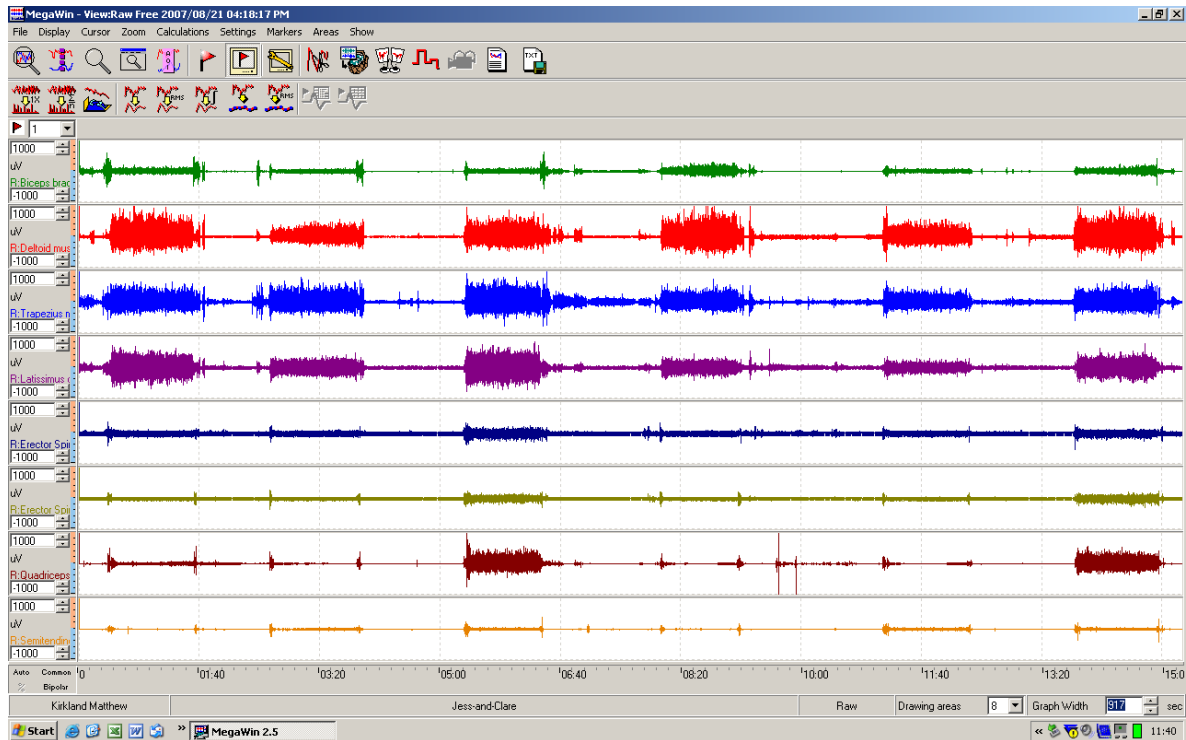 MegaWin - View:Raw Free 2007/08/21 04:18:17 PM
File Display Cursor Zoom Calculations Settings Markers Areas Show
1X
RMS
RMS
TXT
1
1000
uV
R:Biceps brac
-1000
1000
uV
R:Deltoid mus
-1000
1000
uV
R:Trapezius n
-1000
1000
uV
R:Latissimus d
-1000
1000
uV
R:Erector Spi
-1000
1000
uV
R:Erector Spi
-1000
1000
uV
R:Quadriceps
-1000
1000
uV
R:Semitendin
-1000
Auto Common '0 '01:40 '03:20 '05:00 '06:40 '08:20 '10:00 '11:40 '13:20 '15:0
% Bipolar
Kirkland Matthew Jess-and-Clare Raw Drawing areas 8 Graph Width 917 sec
Start » MegaWin 2.5 « 11:40